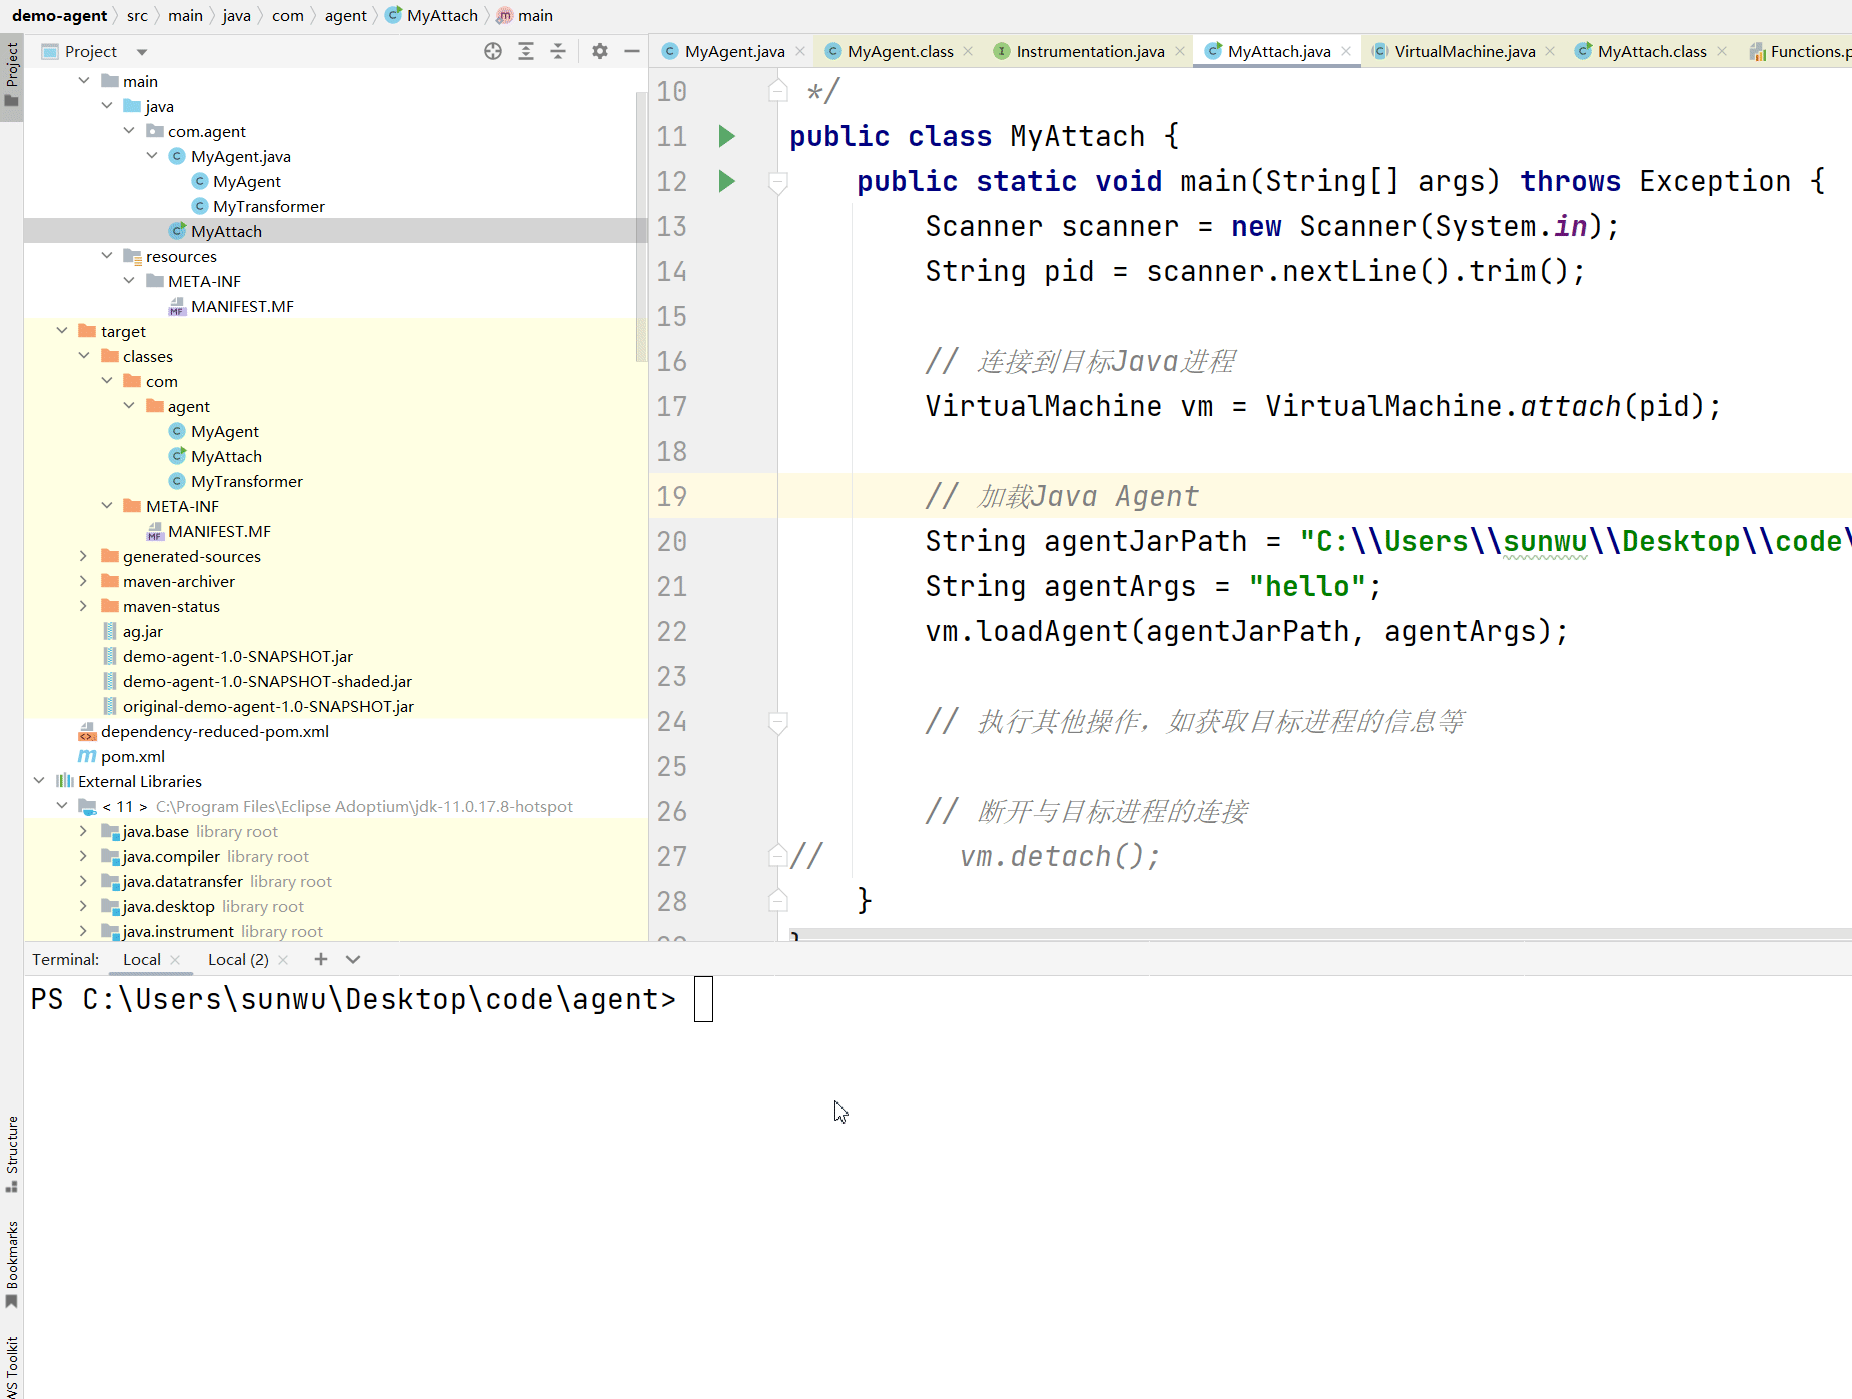 demo-agent src main java com agent MyAttach main
Project
Project
MyAgent.java MyAgent.class Instrumentation.java MyAttach.java VirtualMachine.java MyAttach.class Functions.p
main
java
com.agent
MyAgent.java
MyAgent
MyTransformer
MyAttach
resources
META-INF
MANIFEST.MF
target
classes
com
agent
MyAgent
MyAttach
MyTransformer
META-INF
MANIFEST.MF
generated-sources
maven-archiver
maven-status
ag.jar
demo-agent-1.0-SNAPSHOT.jar
demo-agent-1.0-SNAPSHOT-shaded.jar
original-demo-agent-1.0-SNAPSHOT.jar
dependency-reduced-pom.xml
pom.xml
External Libraries
< 11 > C:\Program Files\Eclipse Adoptium\jdk-11.0.17.8-hotspot
java.base library root
java.compiler library root
java.datatransfer library root
java.desktop library root
java.instrument library root
10 */
11 public class MyAttach {
12 public static void main(String[] args) throws Exception {
13 Scanner scanner = new Scanner(System.in);
14 String pid = scanner.nextLine().trim();
15
16 // 连接到目标Java进程
17 VirtualMachine vm = VirtualMachine.attach(pid);
18
19 // 加载Java Agent
20 String agentJarPath = "C:\\Users\\sunwu\\Desktop\\code\
21 String agentArgs = "hello";
22 vm.loadAgent(agentJarPath, agentArgs);
23
24 // 执行其他操作，如获取目标进程的信息等
25
26 // 断开与目标进程的连接
27 // vm.detach();
28 }
Terminal: Local Local (2)
PS C:\Users\sunwu\Desktop\code\agent>
Structure
Bookmarks
WS Toolkit